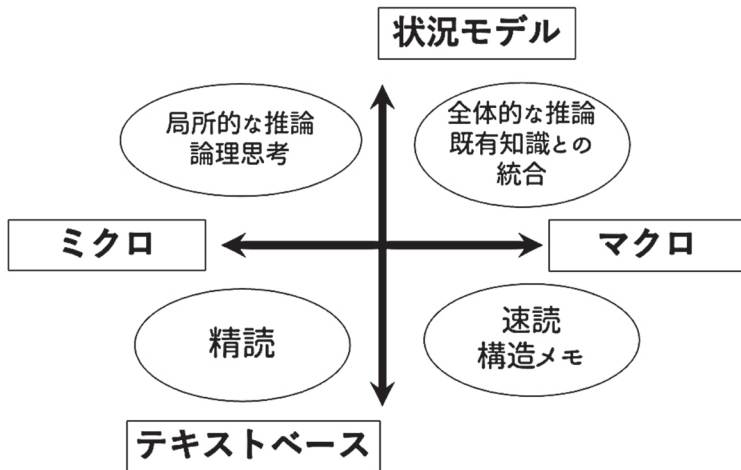 状況モデル
局所的な推論
論理思考
全体的な推論
既有知識との
統合
ミクロ
マクロ
精読
速読
構造メモ
テキストベース